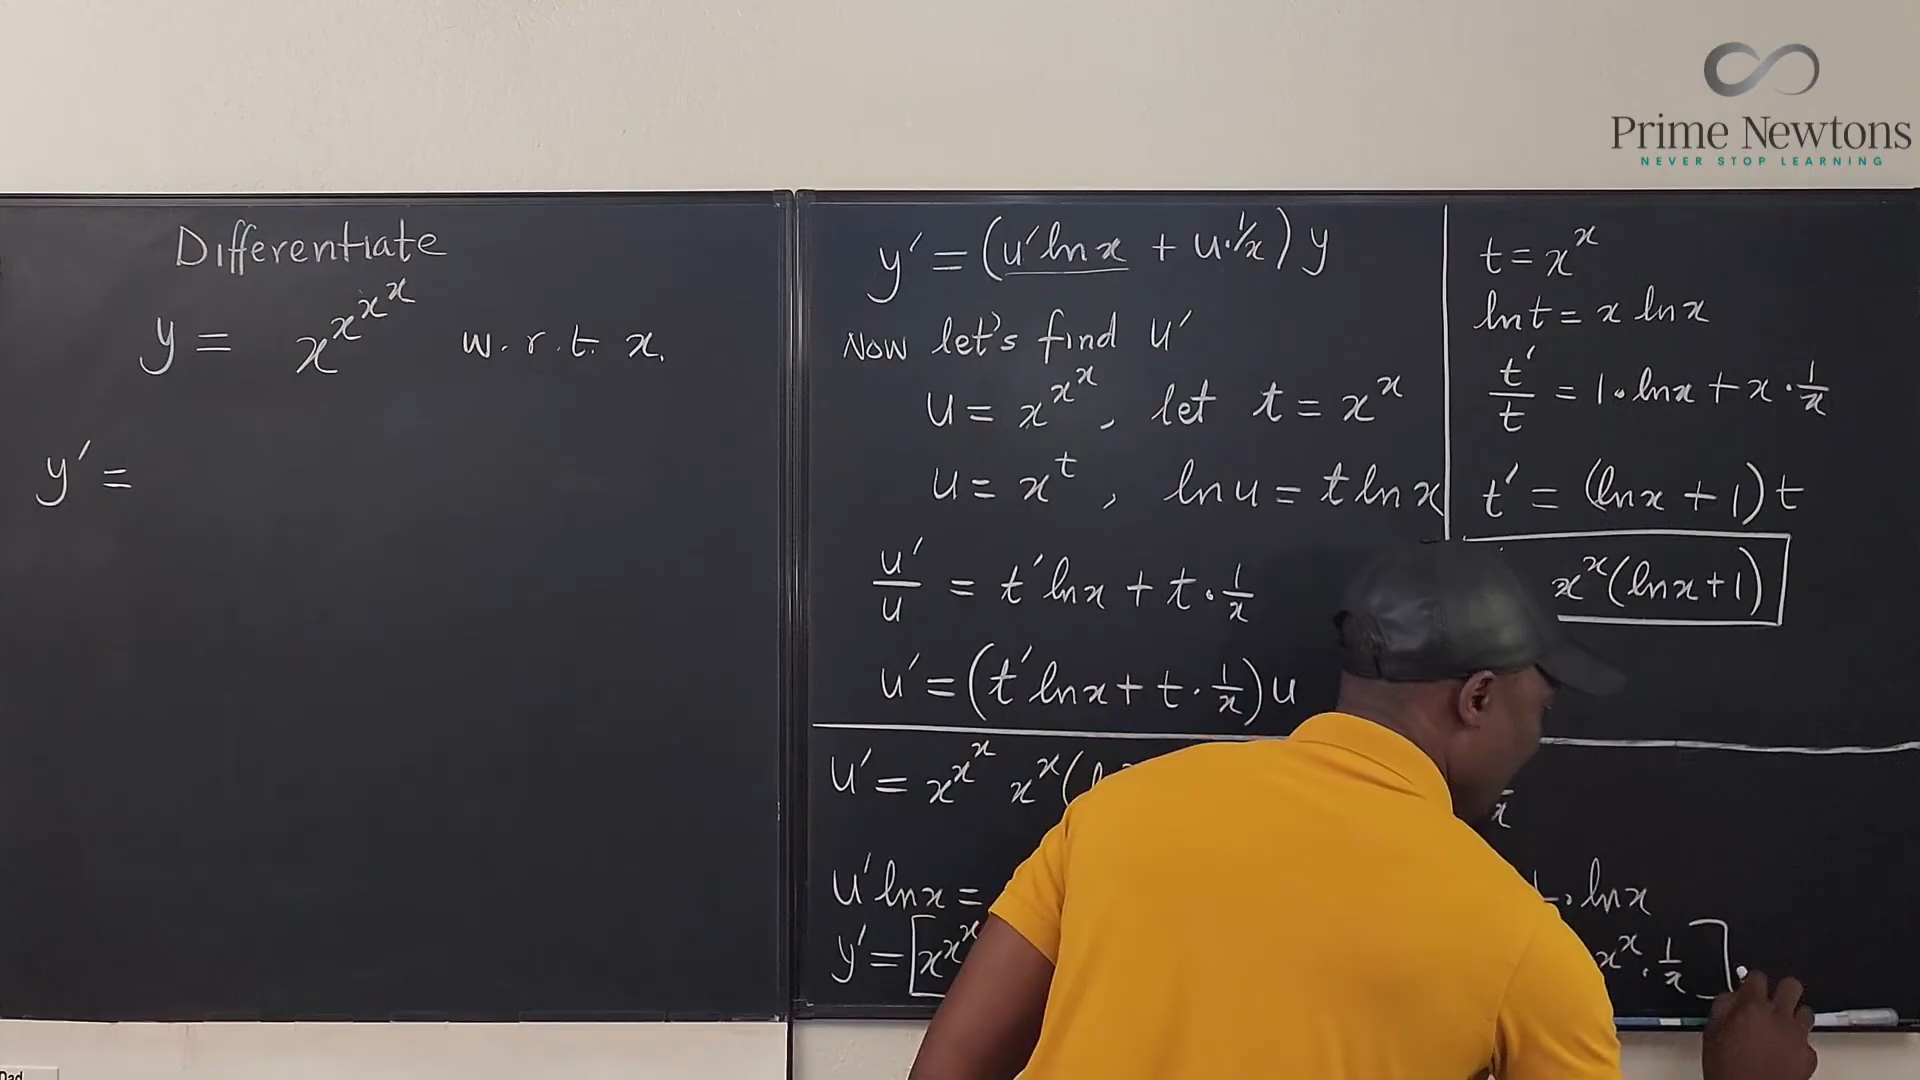 Prime Newtons
NEVER STOP LEARNING
Differentiate
y = x^x^x^x w.r.t. x.
y' =
y' = (u' ln x + u · 1/x) y
Now let's find u'
u = x^x^x, let t = x^x
u = x^t, ln u = t ln x
u'/u = t' ln x + t · 1/x
u' = (t' ln x + t · 1/x) u
t = x^x
ln t = x ln x
t'/t = 1 · ln x + x · 1/x
t' = (ln x + 1) t
x^x (ln x + 1)
u' = x^x^x x^x (
u' ln x = · ln x
y' = [x^x^x x^x · 1/x] ·
Dad